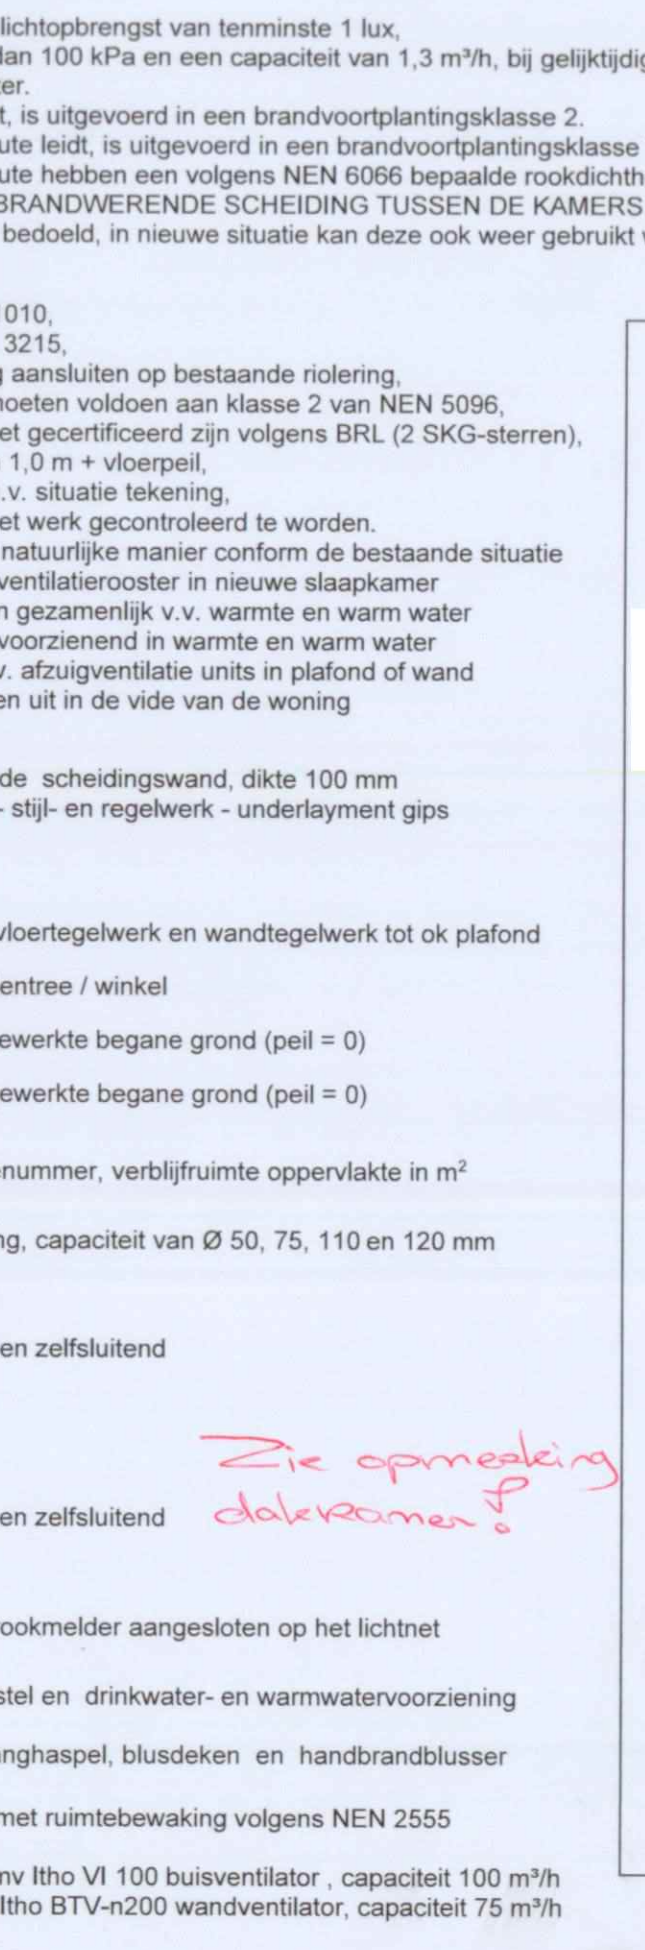 lichtopbrengst van tenminste 1 lux,
dan 100 kPa en een capaciteit van 1,3 m³/h, bij gelijktijdig
ter.
t, is uitgevoerd in een brandvoortplantingsklasse 2.
ute leidt, is uitgevoerd in een brandvoortplantingsklasse
ute hebben een volgens NEN 6066 bepaalde rookdichth
BRANDWERENDE SCHEIDING TUSSEN DE KAMERS
bedoeld, in nieuwe situatie kan deze ook weer gebruikt
010,
3215,
g aansluiten op bestaande riolering,
moeten voldoen aan klasse 2 van NEN 5096,
et gecertificeerd zijn volgens BRL (2 SKG-sterren),
1,0 m + vloerpeil,
.v. situatie tekening,
et werk gecontroleerd te worden.
natuurlijke manier conform de bestaande situatie
ventilatierooster in nieuwe slaapkamer
n gezamenlijk v.v. warmte en warm water
voorzienend in warmte en warm water
v. afzuigventilatie units in plafond of wand
en uit in de vide van de woning
de scheidingswand, dikte 100 mm
- stijl- en regelwerk - underlayment gips
vloertegelwerk en wandtegelwerk tot ok plafond
entree / winkel
ewerkte begane grond (peil = 0)
ewerkte begane grond (peil = 0)
enummer, verblijfruimte oppervlakte in m²
ng, capaciteit van Ø 50, 75, 110 en 120 mm
en zelfsluitend
Zie opmerking
dakkamer!
en zelfsluitend
ookmelder aangesloten op het lichtnet
stel en drinkwater- en warmwatervoorziening
anghaspel, blusdeken en handbrandblusser
met ruimtebewaking volgens NEN 2555
nv Itho VI 100 buisventilator , capaciteit 100 m³/h
Itho BTV-n200 wandventilator, capaciteit 75 m³/h